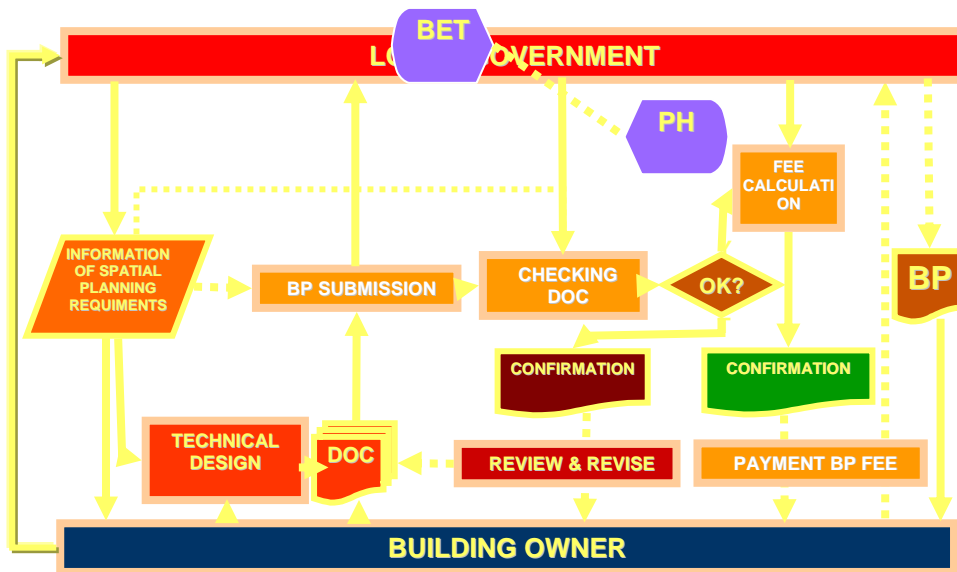 BET
LO OVERNMENT
PH
FEE
CALCULATI
ON
INFORMATION
OF SPATIAL
PLANNING
REQUIMENTS
BP SUBMISSION
CHECKING
DOC
OK?
BP
CONFIRMATION
CONFIRMATION
TECHNICAL
DESIGN
DOC
REVIEW & REVISE
PAYMENT BP FEE
BUILDING OWNER